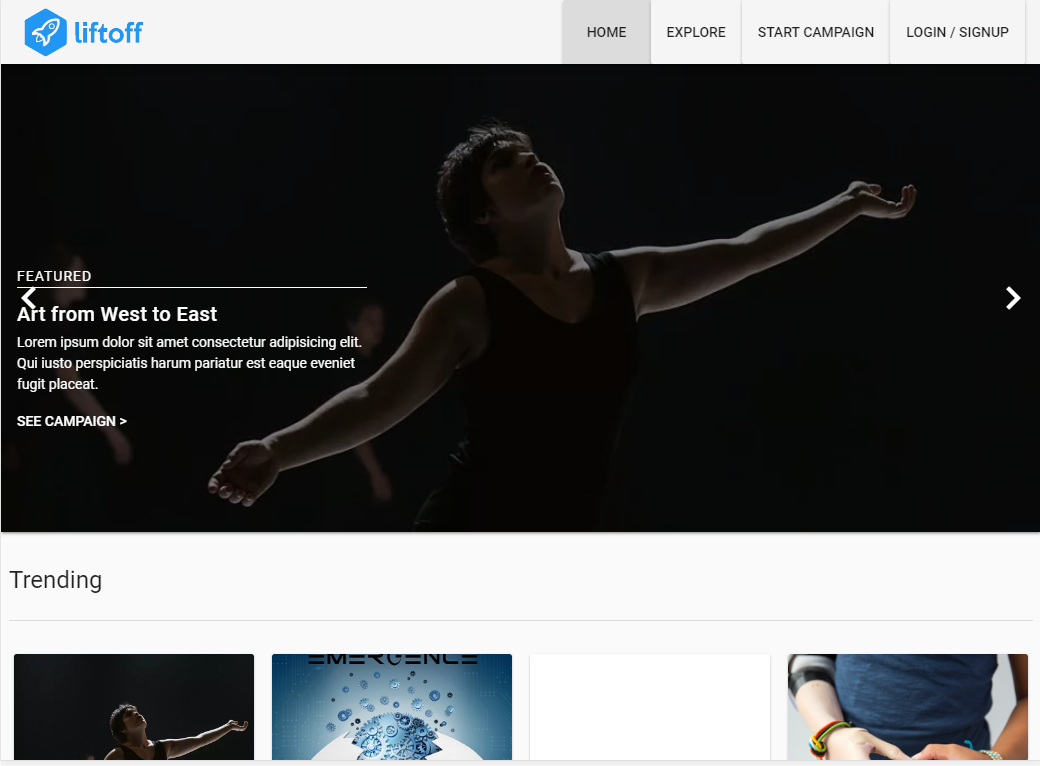 liftoff
HOME
EXPLORE
START CAMPAIGN
LOGIN / SIGNUP
FEATURED
Art from West to East
Lorem ipsum dolor sit amet consectetur adipisicing elit.
Qui iusto perspiciatis harum pariatur est eaque eveniet
fugit placeat.
SEE CAMPAIGN >
Trending
EMERGENCE